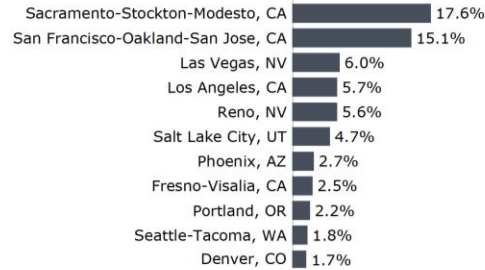 Sacramento-Stockton-Modesto, CA 17.6%
San Francisco-Oakland-San Jose, CA 15.1%
Las Vegas, NV 6.0%
Los Angeles, CA 5.7%
Reno, NV 5.6%
Salt Lake City, UT 4.7%
Phoenix, AZ 2.7%
Fresno-Visalia, CA 2.5%
Portland, OR 2.2%
Seattle-Tacoma, WA 1.8%
Denver, CO 1.7%